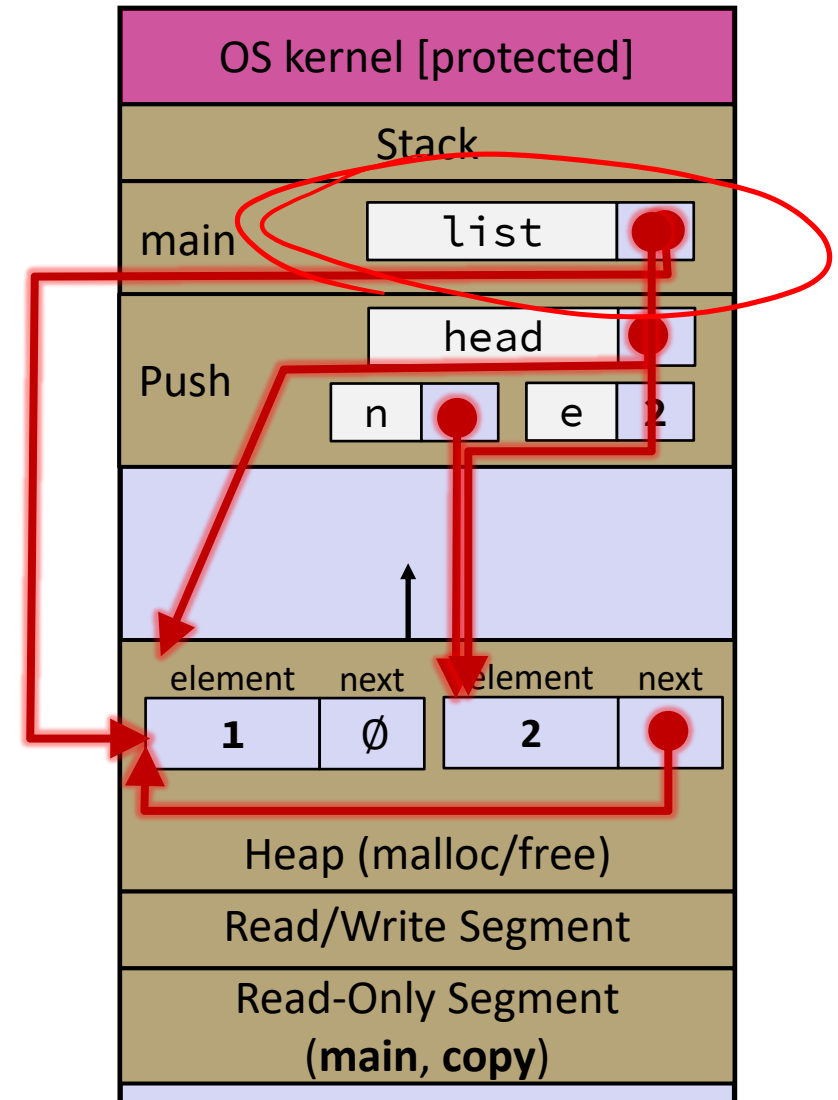 OS kernel [protected]
Stack
main list
head
Push
n e 2
element next element next
1 Ø 2
Heap (malloc/free)
Read/Write Segment
Read-Only Segment
(main, copy)